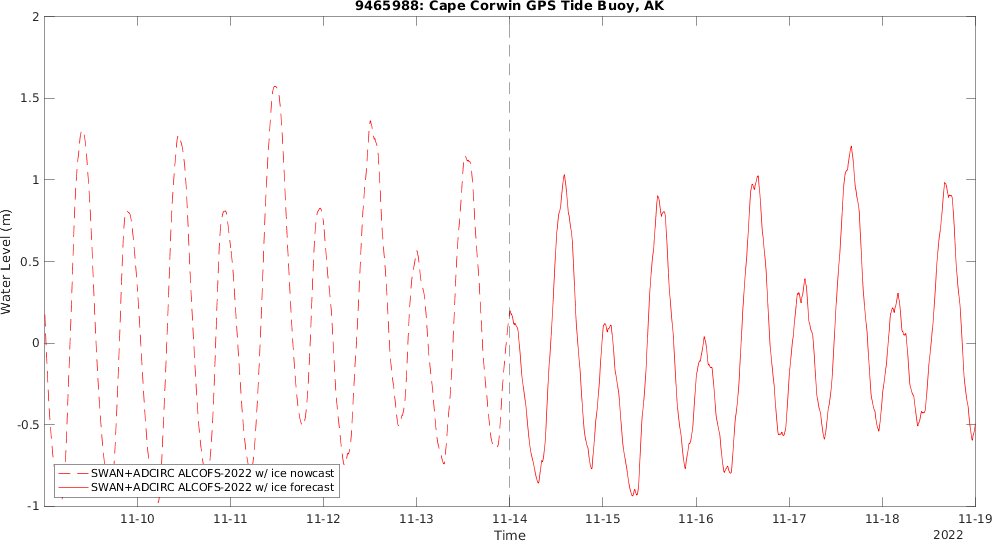 9465988: Cape Corwin GPS Tide Buoy, AK
Water Level (m)
2
1.5
1
0.5
0
-0.5
-1
SWAN+ADCIRC ALCOFS-2022 w/ ice nowcast
SWAN+ADCIRC ALCOFS-2022 w/ ice forecast
11-10 11-11 11-12 11-13 11-14 11-15 11-16 11-17 11-18 11-19
Time
2022